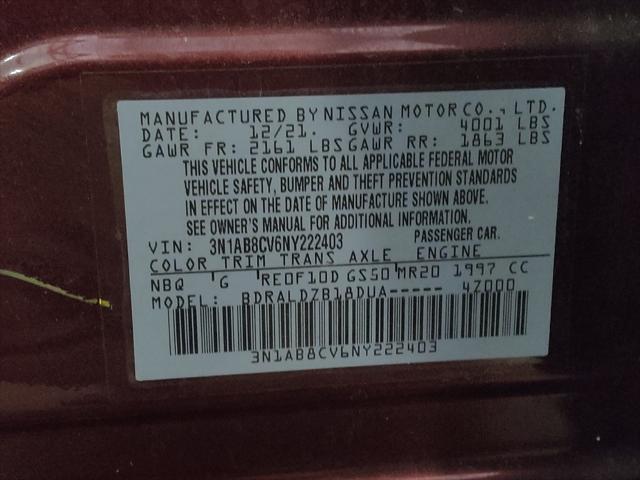 MANUFACTURED BY NISSAN MOTOR CO., LTD.
DATE: 12/21. GVWR: 4001 LBS
GAWR FR: 2161 LBS GAWR RR: 1863 LBS
THIS VEHICLE CONFORMS TO ALL APPLICABLE FEDERAL MOTOR
VEHICLE SAFETY, BUMPER AND THEFT PREVENTION STANDARDS
IN EFFECT ON THE DATE OF MANUFACTURE SHOWN ABOVE.
SEE OWNER'S MANUAL FOR ADDITIONAL INFORMATION.
VIN: 3N1AB8CV6NY222403 PASSENGER CAR.
COLOR TRIM TRANS AXLE ENGINE
NBQ G RE0F10D GS50 MR20 1997 CC
MODEL: BDRALDZB18DUA----- 4Z000
3N1AB8CV6NY222403